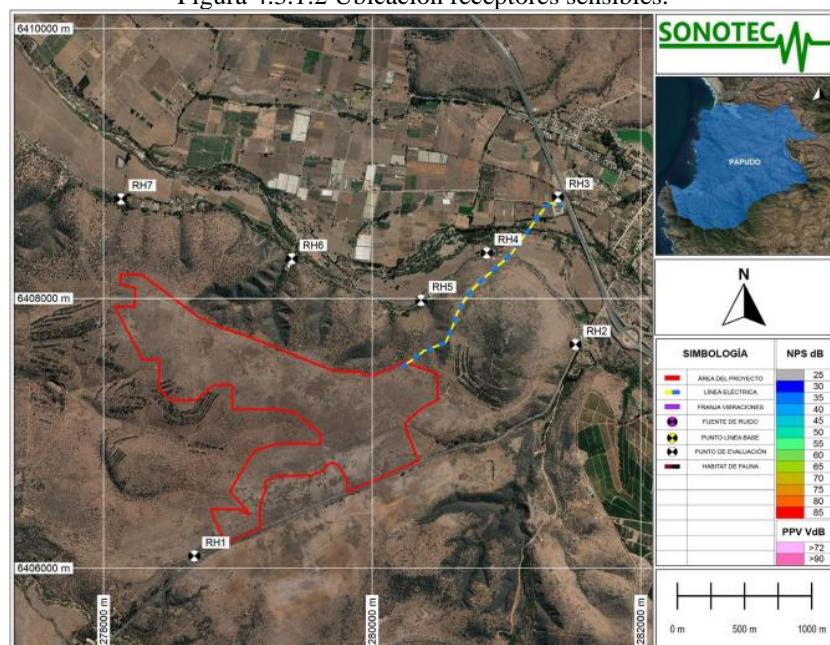 Figura 4.3.1.2 Ubicación receptores sensibles.
6410000 m
6408000 m
6406000 m
278000 m
280000 m
282000 m
RH7
RH6
RH3
RH4
RH5
RH2
RH1
SONOTEC
PAPUDO
N
SIMBOLOGÍA
ÁREA DEL PROYECTO
LÍNEA ELÉCTRICA
FRANJA VIBRACIONES
FUENTE DE RUIDO
PUNTO LÍNEA BASE
PUNTO DE EVALUACIÓN
HABITAT DE FAUNA
NPS dB
25
30
35
40
45
50
55
60
65
70
75
80
85
PPV VdB
>72
>90
0 m
500 m
1000 m